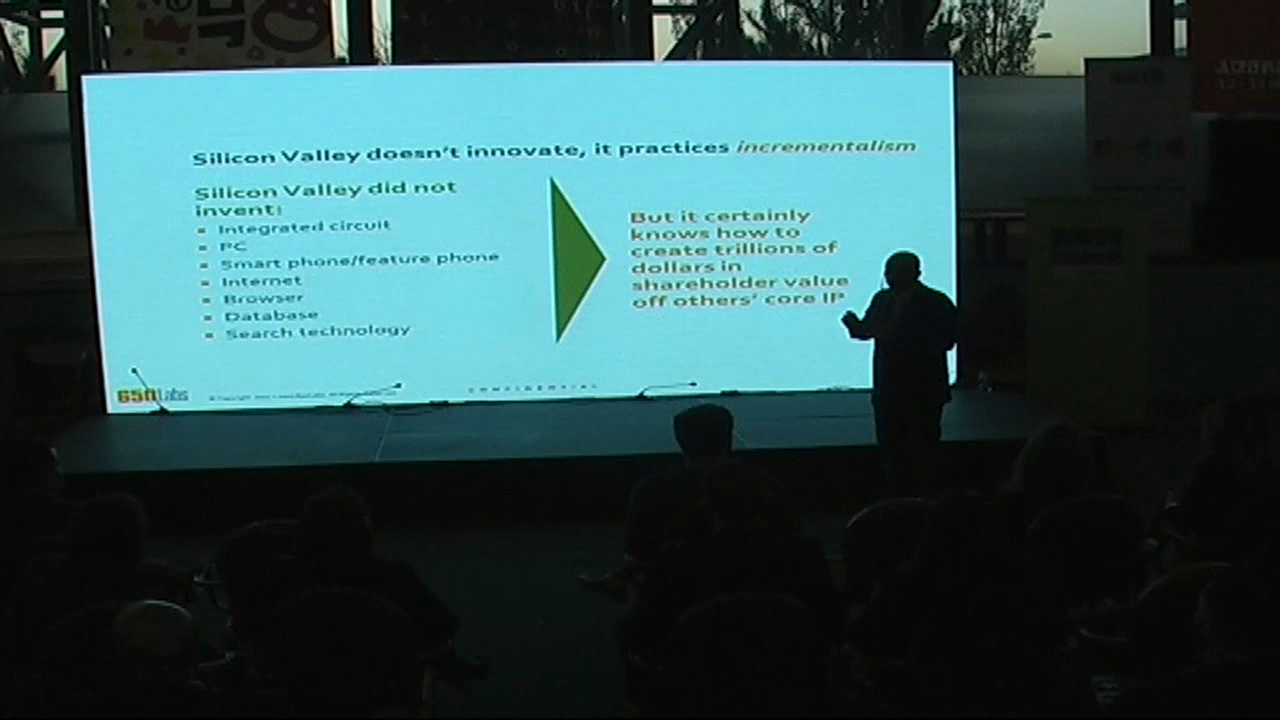 Silicon Valley doesn't innovate, it practices incrementalism
Silicon Valley did not
invent:
Integrated circuit
PC
Smart phone/feature phone
Internet
Browser
Database
Search technology
But it certainly
knows how to
create trillions of
dollars in
shareholder value
off others' core IP
650Labs
CONFIDENTIAL